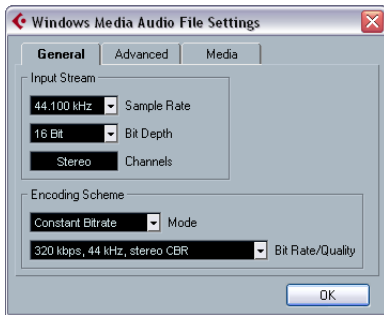 Windows Media Audio File Settings
General Advanced Media
Input Stream
44.100 kHz Sample Rate
16 Bit Bit Depth
Stereo Channels
Encoding Scheme
Constant Bitrate Mode
320 kbps, 44 kHz, stereo CBR Bit Rate/Quality
OK